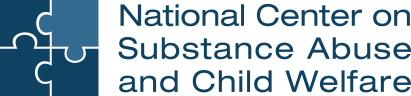 National Center on
Substance Abuse
and Child Welfare